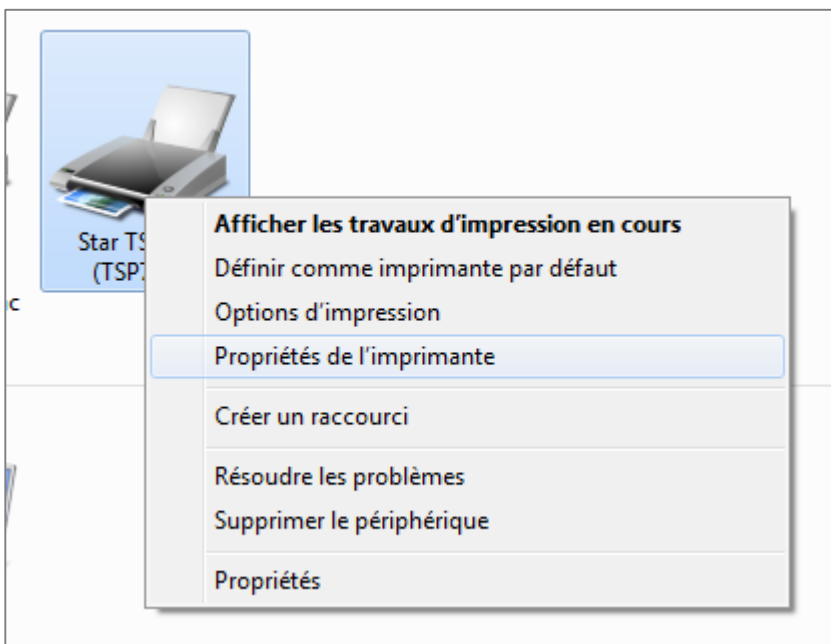 Star TS
(TSP
c
Afficher les travaux d'impression en cours
Définir comme imprimante par défaut
Options d'impression
Propriétés de l'imprimante
Créer un raccourci
Résoudre les problèmes
Supprimer le périphérique
Propriétés